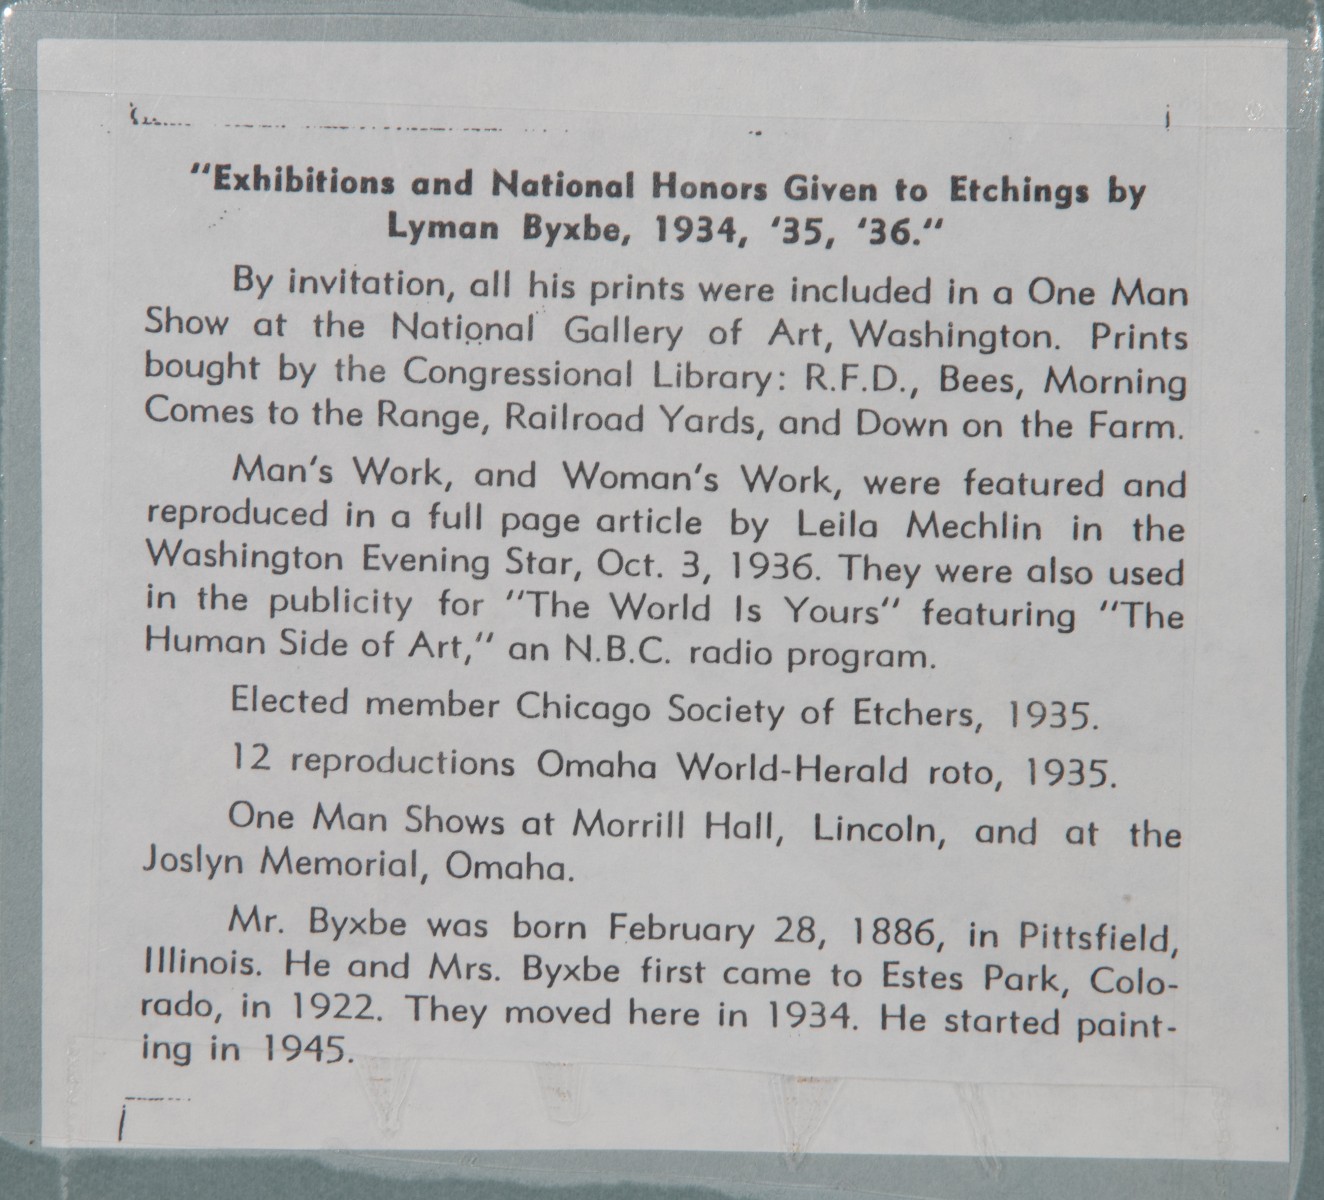 "Exhibitions and National Honors Given to Etchings by
Lyman Byxbe, 1934, '35, '36."
By invitation, all his prints were included in a One Man
Show at the National Gallery of Art, Washington. Prints
bought by the Congressional Library: R.F.D., Bees, Morning
Comes to the Range, Railroad Yards, and Down on the Farm.
Man's Work, and Woman's Work, were featured and
reproduced in a full page article by Leila Mechlin in the
Washington Evening Star, Oct. 3, 1936. They were also used
in the publicity for "The World Is Yours" featuring "The
Human Side of Art," an N.B.C. radio program.
Elected member Chicago Society of Etchers, 1935.
12 reproductions Omaha World-Herald roto, 1935.
One Man Shows at Morrill Hall, Lincoln, and at the
Joslyn Memorial, Omaha.
Mr. Byxbe was born February 28, 1886, in Pittsfield,
Illinois. He and Mrs. Byxbe first came to Estes Park, Colo-
rado, in 1922. They moved here in 1934. He started paint-
ing in 1945.